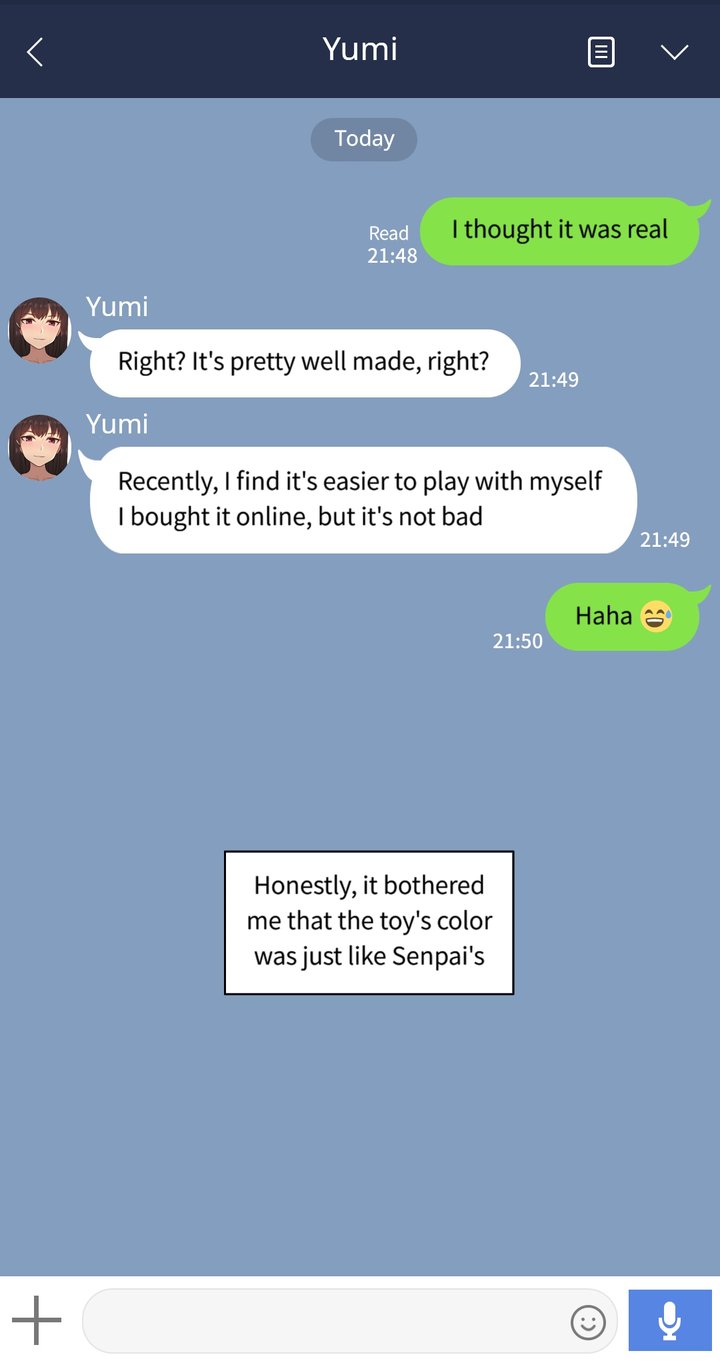 Yumi
Today
I thought it was real
Read
21:48
Yumi
Right? It's pretty well made, right?
21:49
Yumi
Recently, I find it's easier to play with myself
I bought it online, but it's not bad
21:49
Haha 😅
21:50
Honestly, it bothered
me that the toy's color
was just like Senpai's